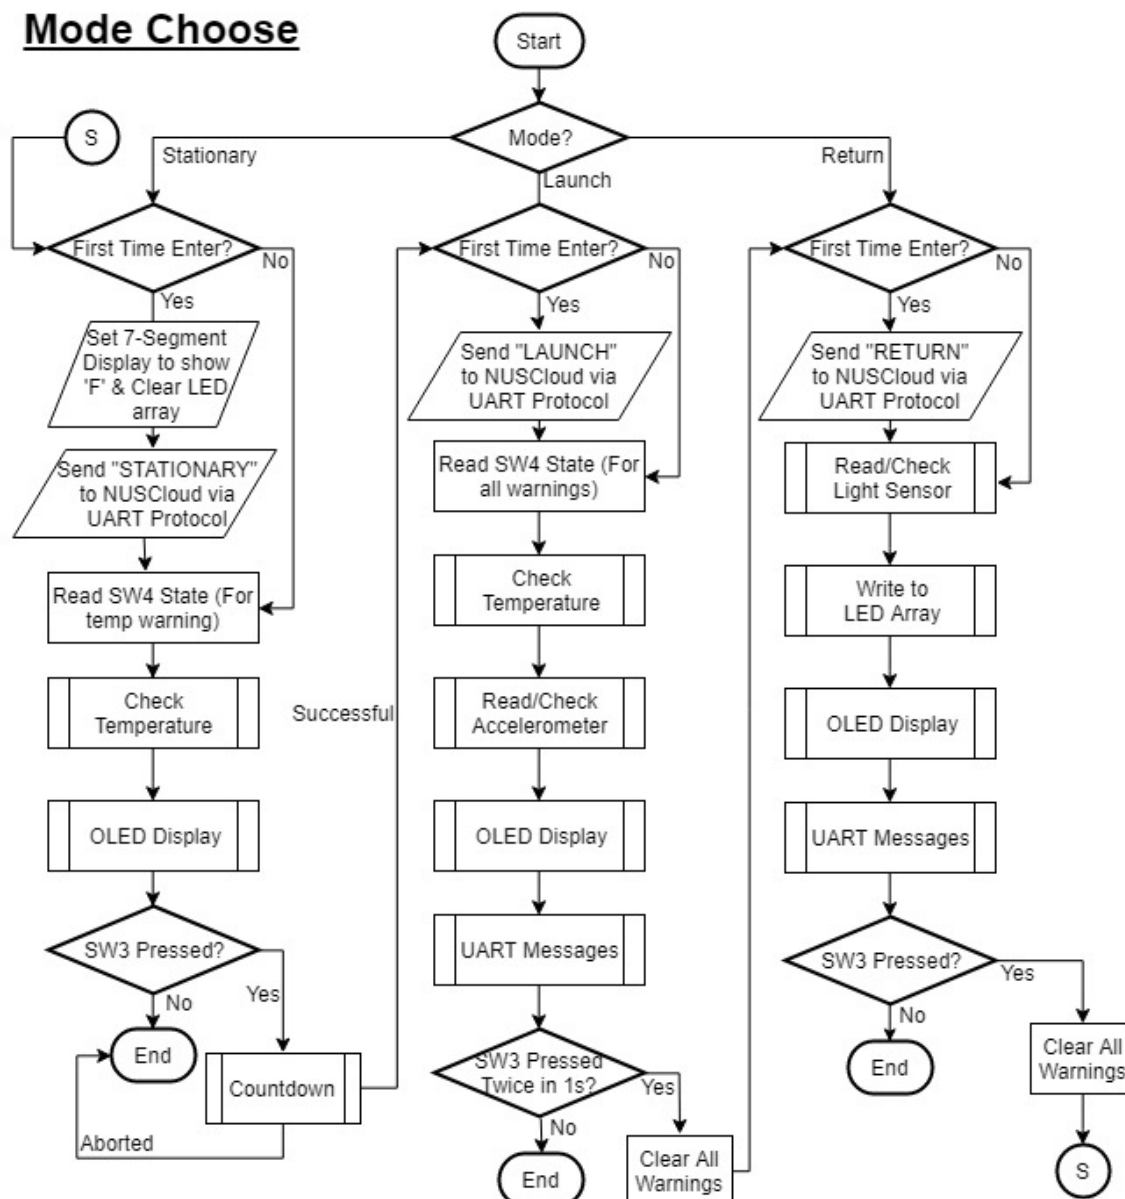 Mode Choose
Start
S
Mode?
Stationary
Launch
Return
First Time Enter?
No
Yes
Set 7-Segment
Display to show
'F' & Clear LED
array
Send "STATIONARY"
to NUSCloud via
UART Protocol
Read SW4 State (For
temp warning)
Check
Temperature
OLED Display
SW3 Pressed?
No
Yes
End
Countdown
Aborted
Successful
First Time Enter?
No
Yes
Send "LAUNCH"
to NUSCloud via
UART Protocol
Read SW4 State (For
all warnings)
Check
Temperature
Read/Check
Accelerometer
OLED Display
UART Messages
SW3 Pressed
Twice in 1s?
Yes
No
End
Clear All
Warnings
First Time Enter?
No
Yes
Send "RETURN"
to NUSCloud via
UART Protocol
Read/Check
Light Sensor
Write to
LED Array
OLED Display
UART Messages
SW3 Pressed?
Yes
No
End
Clear All
Warnings
S